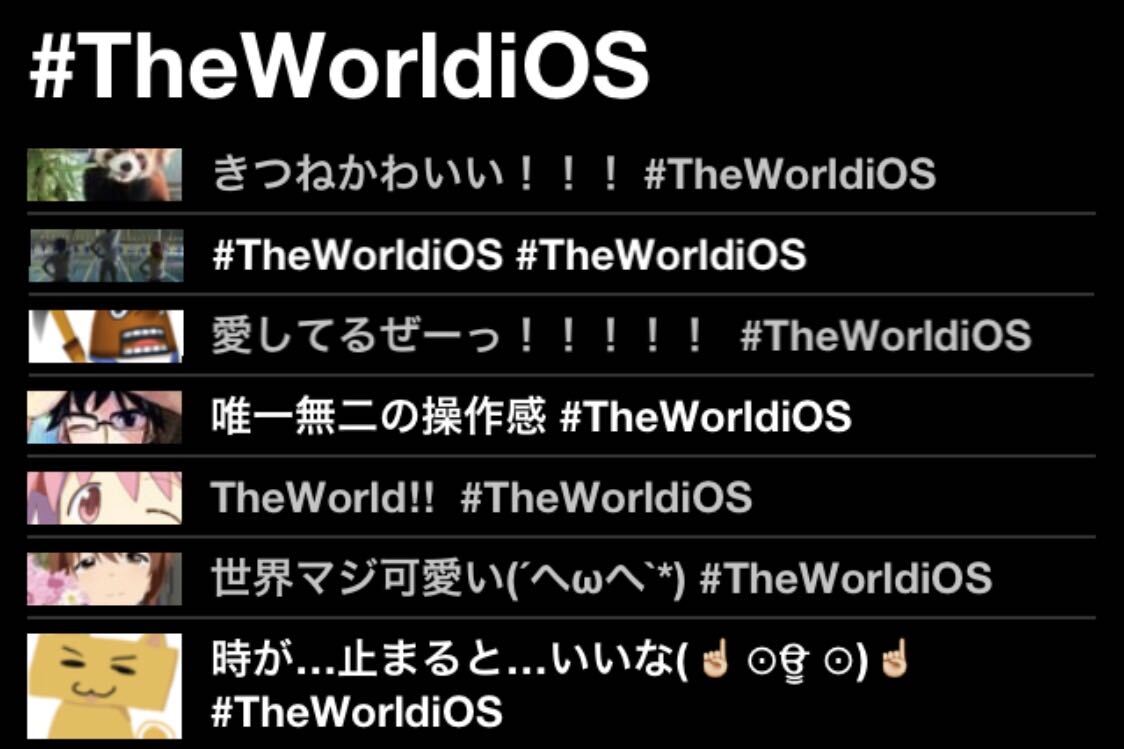 #TheWorldiOS
きつねかわいい！！！ #TheWorldiOS
#TheWorldiOS #TheWorldiOS
愛してるぜーっ！！！！！ #TheWorldiOS
唯一無二の操作感 #TheWorldiOS
TheWorld!! #TheWorldiOS
世界マジ可愛い(´へωへ`*) #TheWorldiOS
時が…止まると…いいな(☝🏻 ⊙ਊ ⊙)☝🏻
#TheWorldiOS